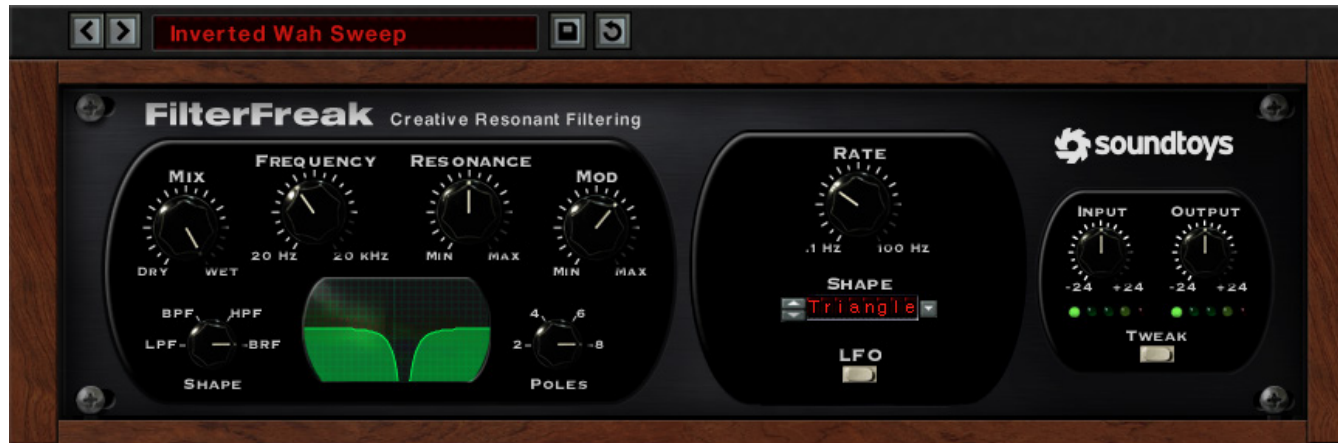 Inverted Wah Sweep
FilterFreak Creative Resonant Filtering
soundtoys
MIX
FREQUENCY
RESONANCE
MOD
DRY WET
20 HZ 20 KHZ
MIN MAX
MIN MAX
BPF HPF
LPF BRF
SHAPE
4 6
2 8
POLES
RATE
.1 HZ 100 HZ
SHAPE
Triangle
LFO
INPUT OUTPUT
-24 +24 -24 +24
TWEAK